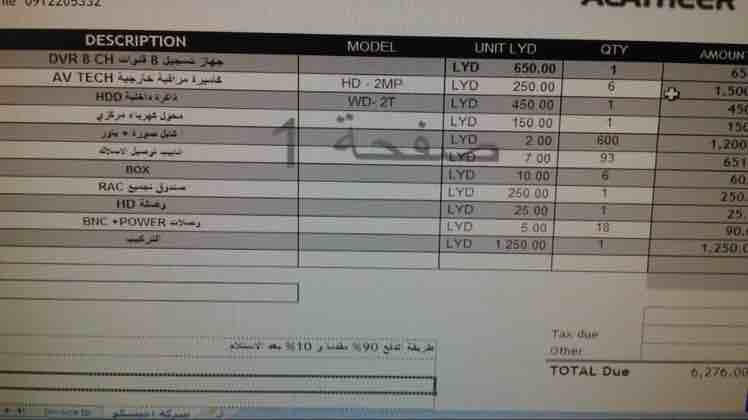 0912205332
DESCRIPTION MODEL UNIT LYD QTY AMOUNT
DVR 8 CH جهاز تسجيل 8 قنوات LYD 650.00 1 65
AV TECH كاميرة مراقبة خارجية HD - 2MP LYD 250.00 6 1,500
HDD ذاكرة داخلية WD- 2T LYD 450.00 1 450
محول كهرباء مركزي LYD 150.00 1 150
كابل صورة + باور LYD 2.00 600 1,200
انابيب توصيل الاسلاك LYD 7.00 93 651
BOX LYD 10.00 6 60.
RAC صندوق تجميع LYD 250.00 1 250.
HD وصلة LYD 25.00 1 25.
BNC +POWER وصلات LYD 5.00 18 90.0
التركيب LYD 1 250.00 1 1,250.0
صفحة 1
Tax due
Other
طريقة الدفع 90% مقدما و 10% بعد الاستلام
TOTAL Due 6,276.00